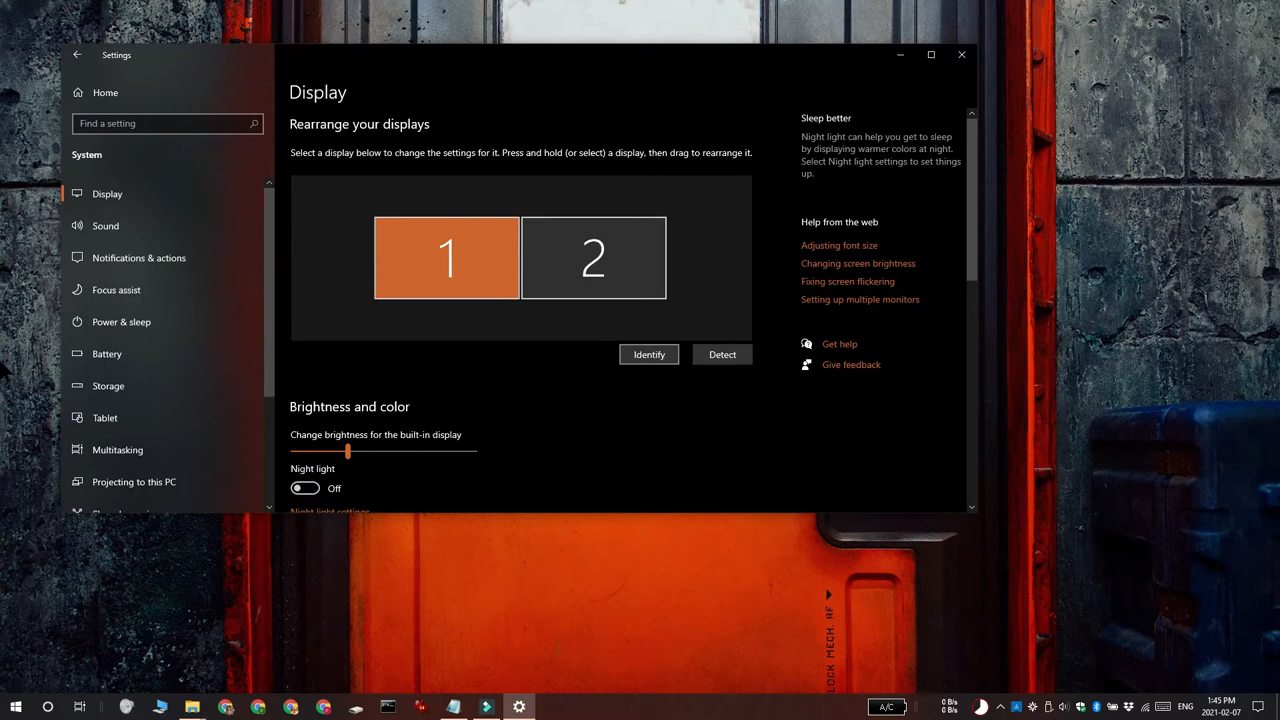 Settings
Home
Find a setting
System
Display
Sound
Notifications & actions
Focus assist
Power & sleep
Battery
Storage
Tablet
Multitasking
Projecting to this PC
Display
Rearrange your displays
Select a display below to change the settings for it. Press and hold (or select) a display, then drag to rearrange it.
1
2
Identify
Detect
Brightness and color
Change brightness for the built-in display
Night light
Off
Night light settings
Sleep better
Night light can help you get to sleep
by displaying warmer colors at night.
Select Night light settings to set things
up.
Help from the web
Adjusting font size
Changing screen brightness
Fixing screen flickering
Setting up multiple monitors
Get help
Give feedback
LOCK MECH. RF
A/C
0 B/s
0 B/s
ENG
1:45 PM
2021-02-07